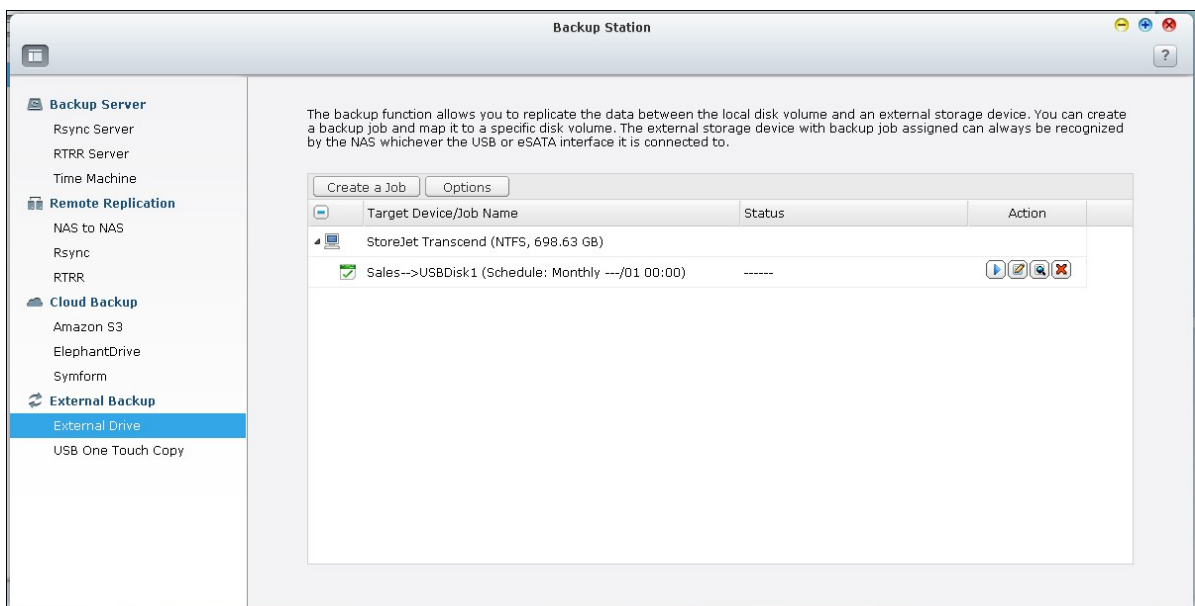 Backup Station
?
Backup Server
Rsync Server
RTRR Server
Time Machine
Remote Replication
NAS to NAS
Rsync
RTRR
Cloud Backup
Amazon S3
ElephantDrive
Symform
External Backup
External Drive
USB One Touch Copy
The backup function allows you to replicate the data between the local disk volume and an external storage device. You can create
a backup job and map it to a specific disk volume. The external storage device with backup job assigned can always be recognized
by the NAS whichever the USB or eSATA interface it is connected to.
Create a Job Options
Target Device/Job Name Status Action
StoreJet Transcend (NTFS, 698.63 GB)
Sales-->USBDisk1 (Schedule: Monthly ---/01 00:00) ------